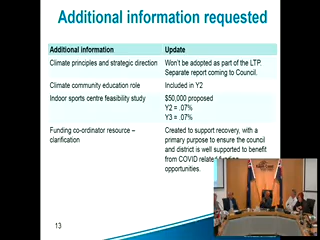 Additional information requested
Additional information Update
Climate principles and strategic direction Won't be adopted as part of the LTP.
Separate report coming to Council.
Climate community education role Included in Y2
Indoor sports centre feasibility study $50,000 proposed
Y2 = .07%
Y3 = .07%
Funding co-ordinator resource – Created to support recovery, with a
clarification primary purpose to ensure the council
and district is well supported to benefit
from COVID related
opportunities.
13